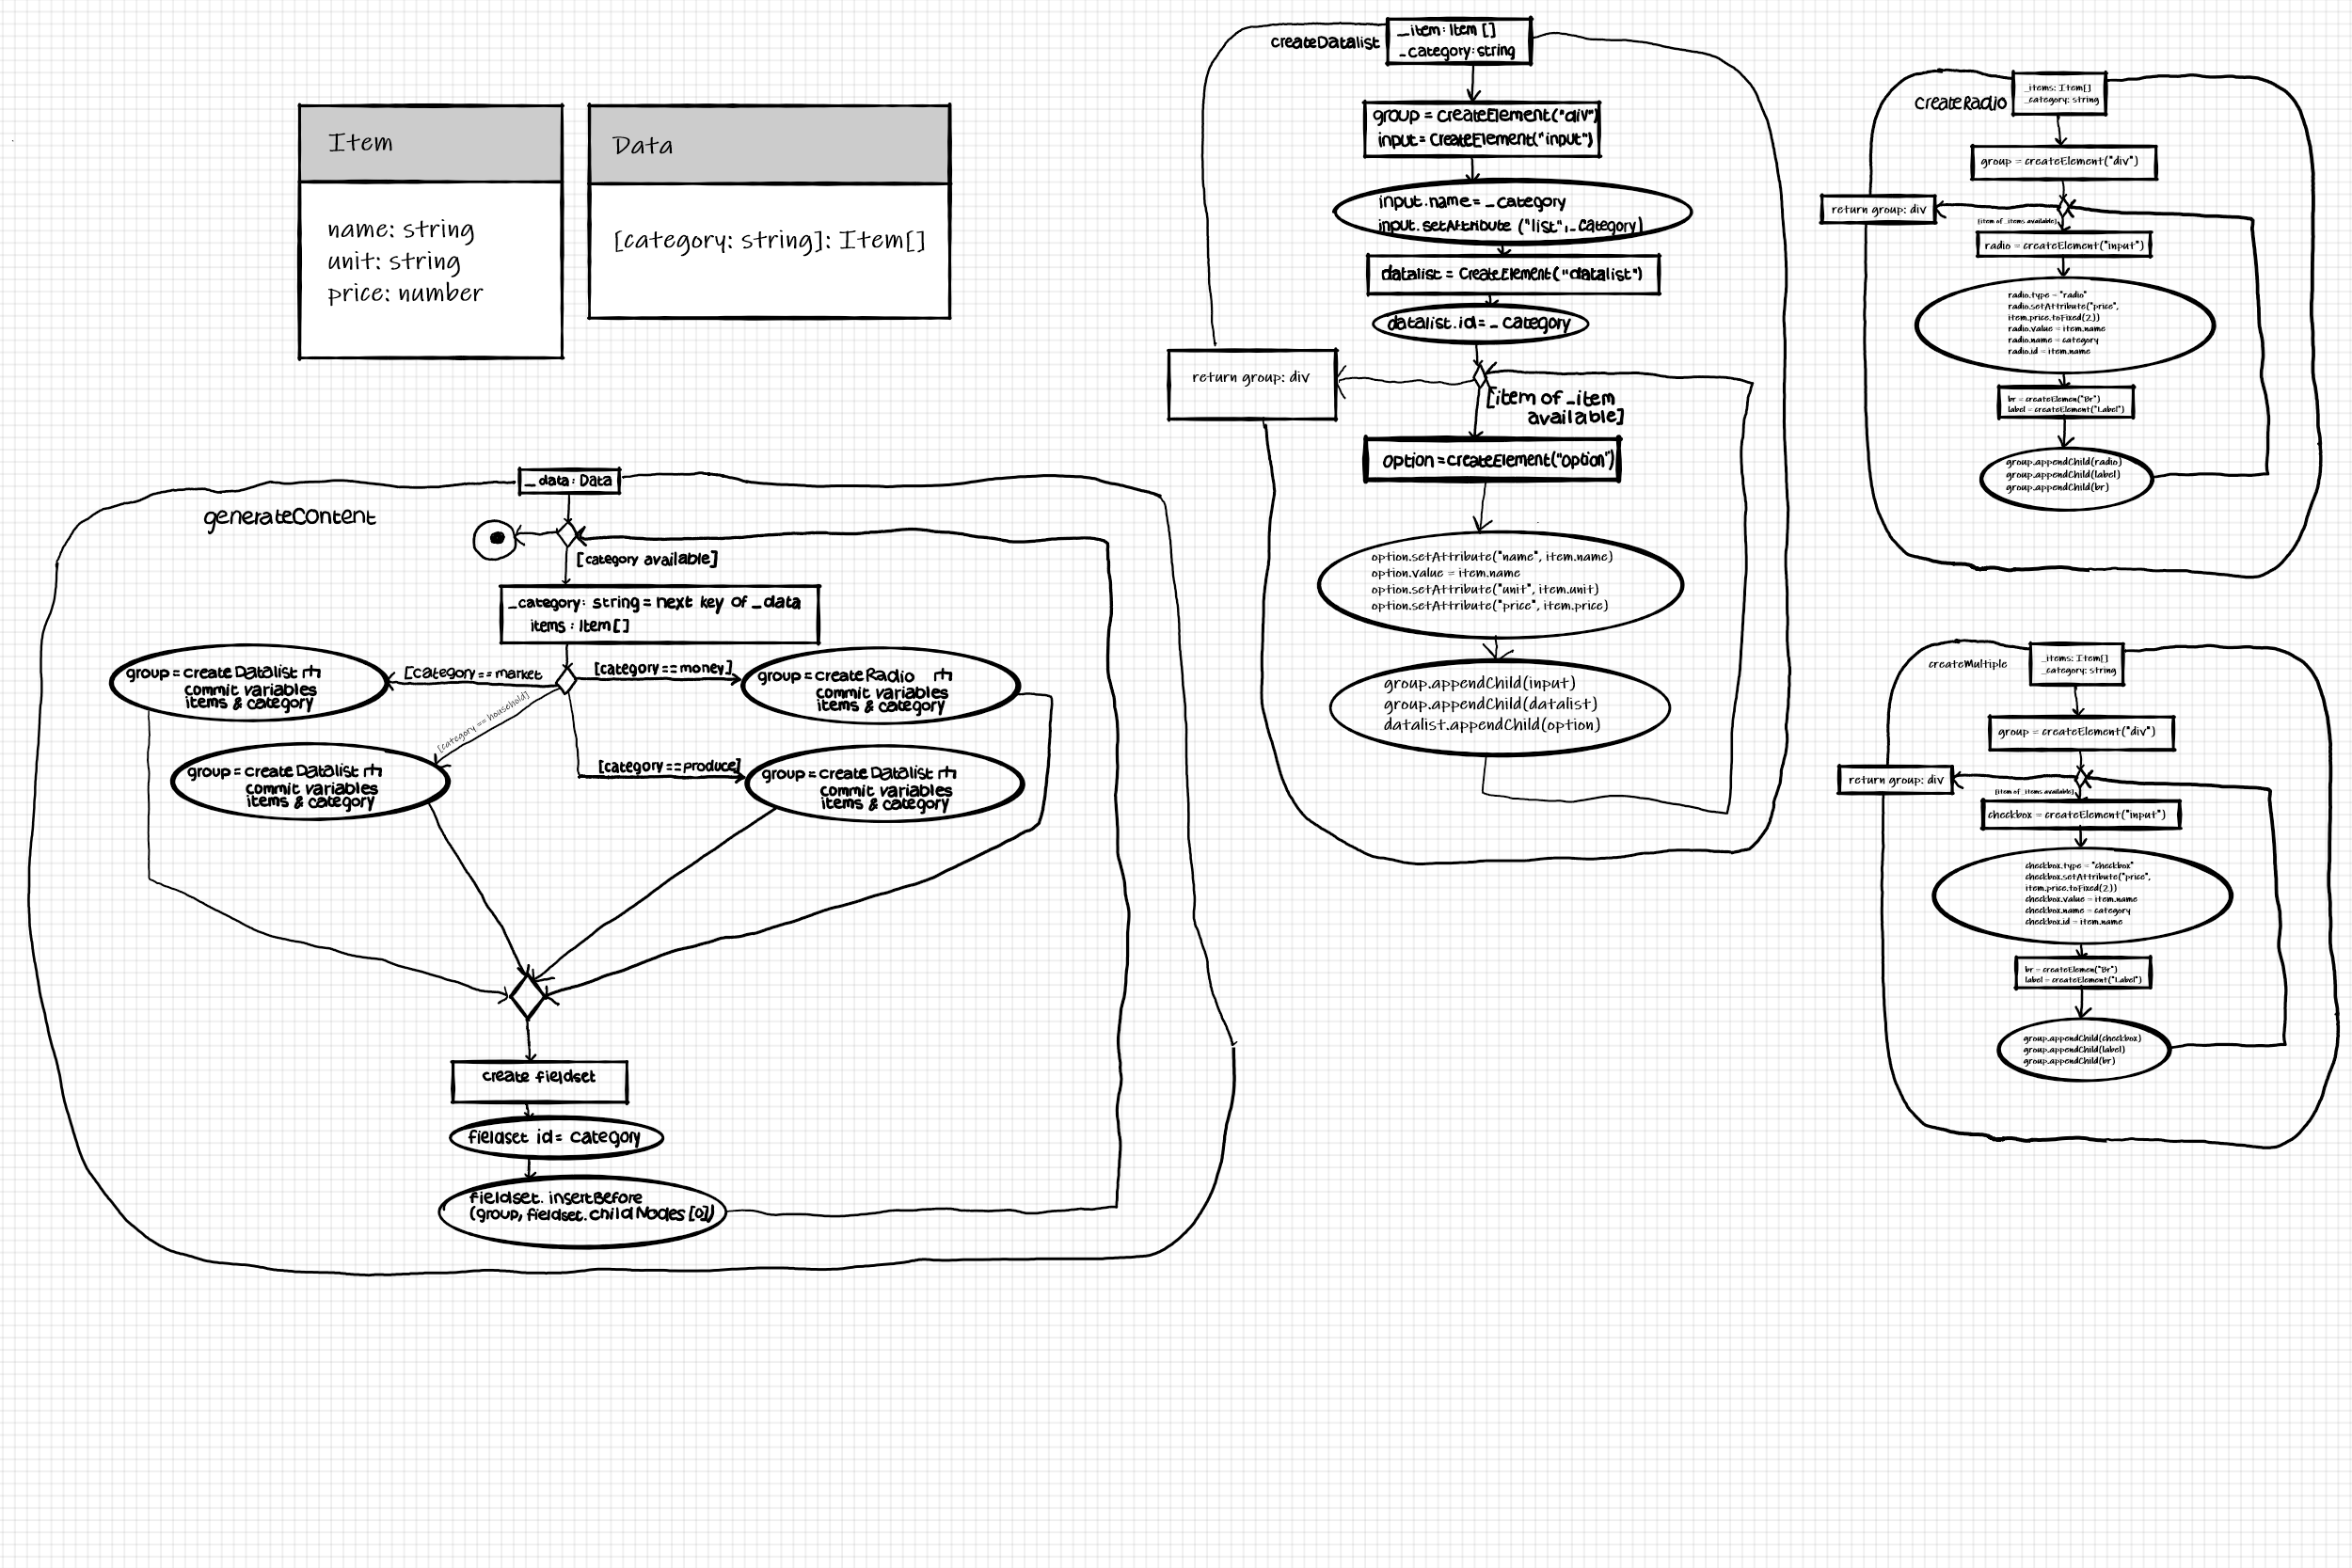 Item
name: string
unit: string
price: number
Data
[category: string]: Item[]
generateContent
_data: Data
[category available]
_category: string = next key of _data
items: Item[]
[category==market
[category==money]
[category == household]
[category==produce]
group = create Datalist
commit variables
items & category
group = create Radio
commit variables
items & category
group = create Datalist
commit variables
items & category
group = create Datalist
commit variables
items & category
create fieldset
fieldset id= category
fieldset. insertBefore
(group, fieldset.childNodes[0])
createDatalist
_item: Item []
_category: string
group = createElement("div")
input = CreateElement("input")
input.name= _category
input.setAttribute ("list", _category)
datalist = CreateElement("datalist")
datalist.id= _ category
return group: div
[item of _item
available]
option = createElement("option")
option.setAttribute("name", item.name)
option.value = item.name
option.setAttribute("unit", item.unit)
option.setAttribute("price", item.price)
group.appendChild(input)
group.appendChild(datalist)
datalist.appendChild(option)
createRadio
_items: Item[]
_category: string
group = createElement("div")
return group: div
[item of _items available]
radio = createElement("input")
radio.type = "radio"
radio.setAttribute("price",
item.price.toFixed(2))
radio.value = item.name
radio.name = category
radio.id = item.name
br = createElemen("Br")
label = createElement("Label")
group.appendChild(radio)
group.appendChild(label)
group.appendChild(br)
createMultiple
_items: Item[]
_category: string
group = createElement("div")
return group: div
[item of _items available]
checkbox = createElement("input")
checkbox.type = "checkbox"
checkbox.setAttribute("price",
item.price.toFixed(2))
checkbox.value = item.name
checkbox.name = category
checkbox.id = item.name
br = createElemen("Br")
label = createElement("Label")
group.appendChild(checkbox)
group.appendChild(label)
group.appendChild(br)